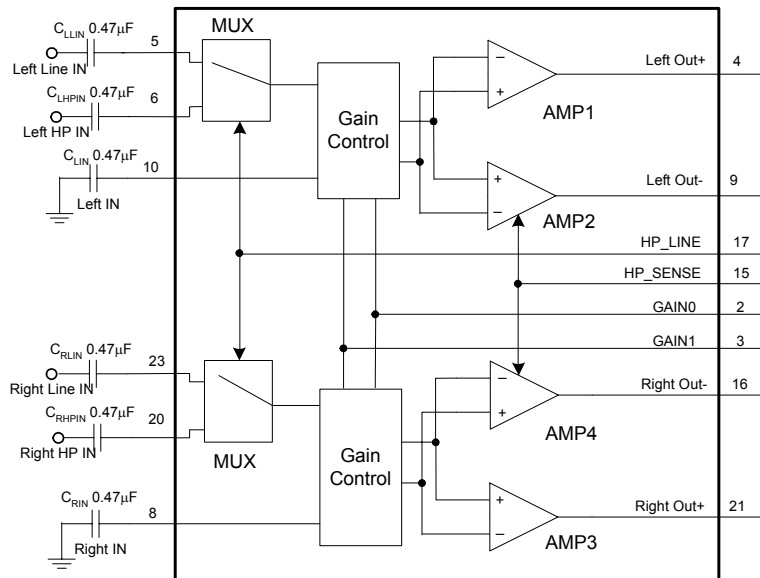 MUX
C_LLIN 0.47μF
5
Left Line IN
C_LHPIN 0.47μF
6
Left HP IN
C_LIN 0.47μF
10
Left IN
Gain
Control
Left Out+
4
AMP1
Left Out-
9
AMP2
HP_LINE
17
HP_SENSE
15
GAIN0
2
GAIN1
3
C_RLIN 0.47μF
23
Right Line IN
C_RHPIN 0.47μF
20
Right HP IN
MUX
C_RIN 0.47μF
8
Right IN
Gain
Control
Right Out-
16
AMP4
Right Out+
21
AMP3